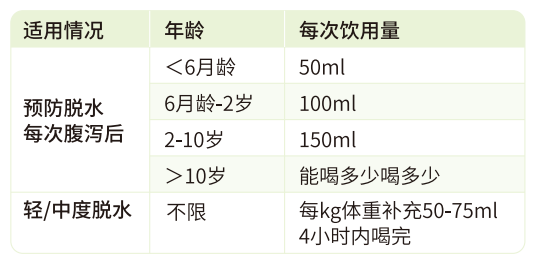 适用情况 年龄 每次饮用量
<6月龄 50ml
预防脱水
每次腹泻后
6月龄-2岁 100ml
2-10岁 150ml
>10岁 能喝多少喝多少
轻/中度脱水 不限 每kg体重补充50-75ml
4小时内喝完